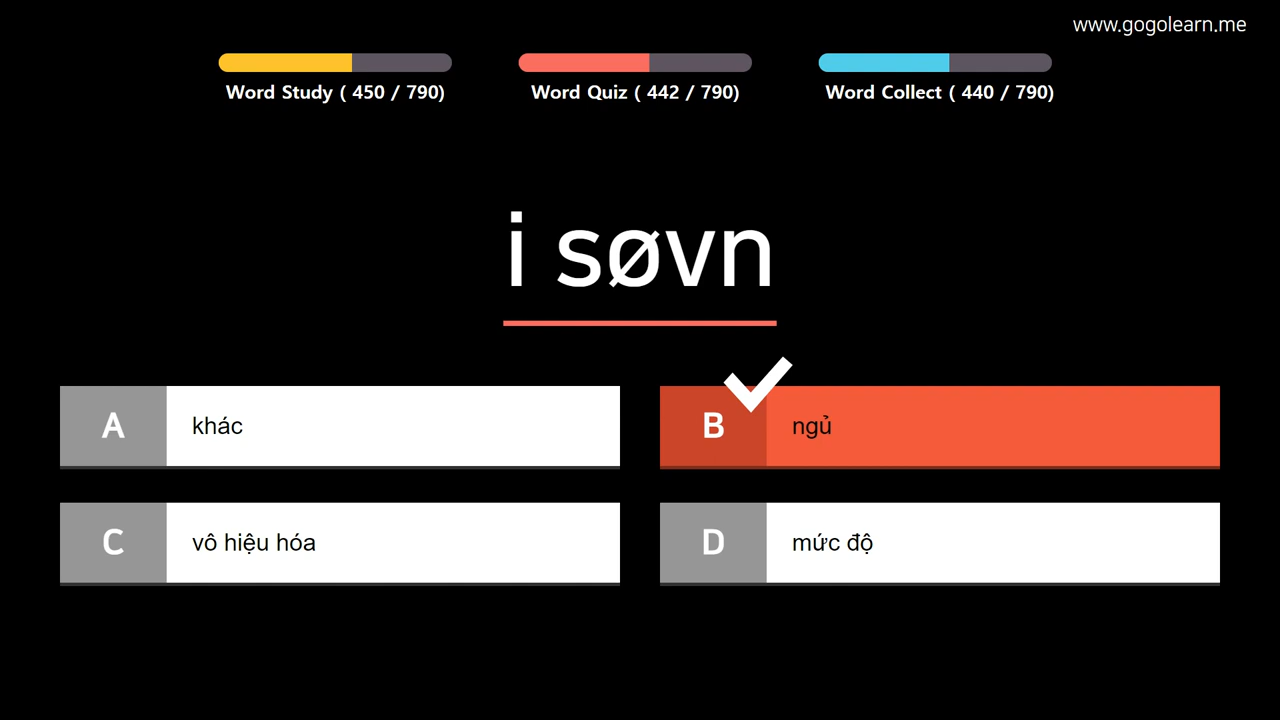 www.gogolearn.me
Word Study ( 450 / 790)
Word Quiz ( 442 / 790)
Word Collect ( 440 / 790)
i søvn
A khác
B ngủ
C vô hiệu hóa
D mức độ